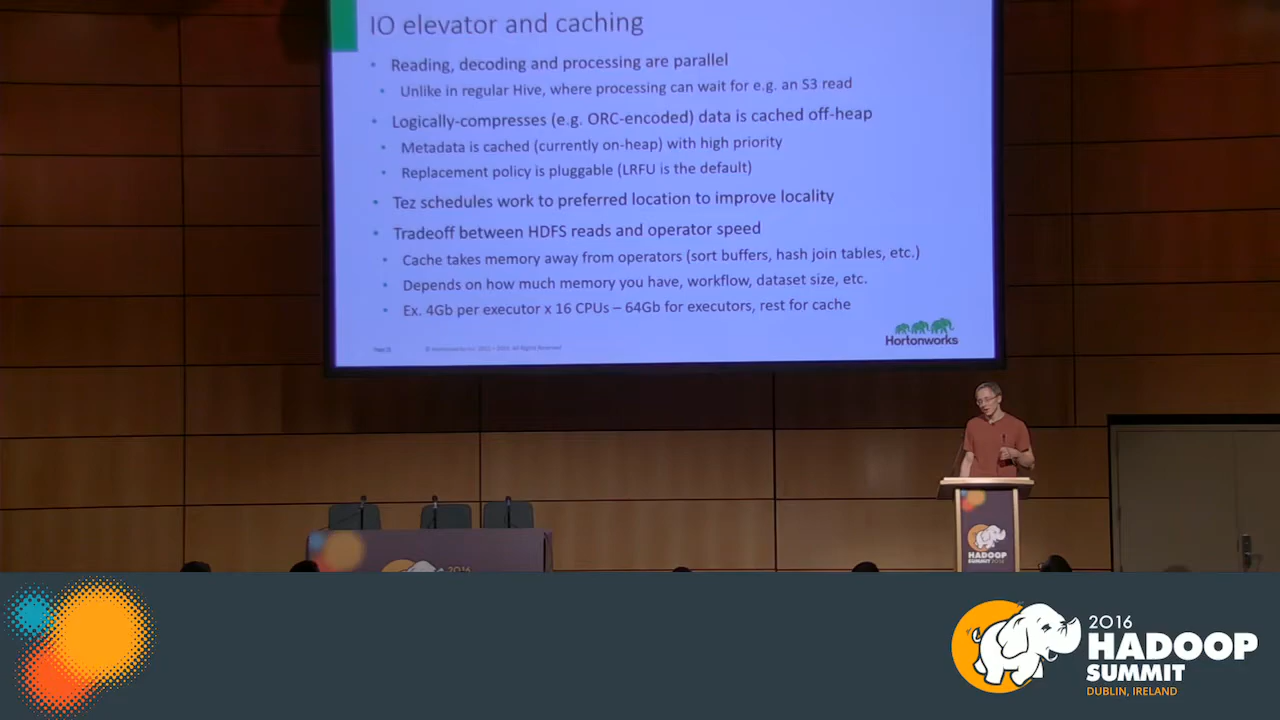 IO elevator and caching
• Reading, decoding and processing are parallel
• Unlike in regular Hive, where processing can wait for e.g. an S3 read
• Logically-compresses (e.g. ORC-encoded) data is cached off-heap
• Metadata is cached (currently on-heap) with high priority
• Replacement policy is pluggable (LRFU is the default)
• Tez schedules work to preferred location to improve locality
• Tradeoff between HDFS reads and operator speed
• Cache takes memory away from operators (sort buffers, hash join tables, etc.)
• Depends on how much memory you have, workflow, dataset size, etc.
• Ex. 4Gb per executor x 16 CPUs – 64Gb for executors, rest for cache
Hortonworks
HADOOP
SUMMIT
2016
2016
HADOOP
SUMMIT
DUBLIN, IRELAND